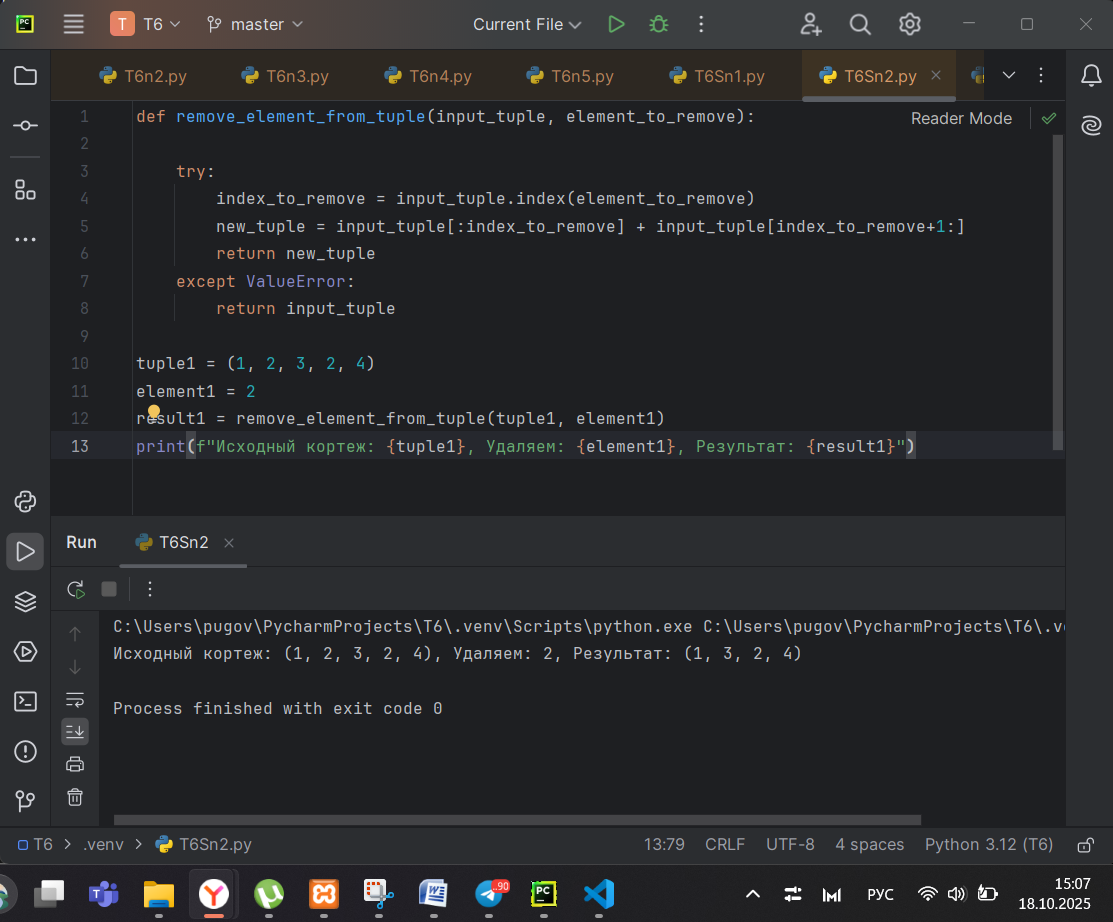 T T6 master Current File
T6n2.py T6n3.py T6n4.py T6n5.py T6Sn1.py T6Sn2.py
Reader Mode
1 def remove_element_from_tuple(input_tuple, element_to_remove):
2
3 try:
4 index_to_remove = input_tuple.index(element_to_remove)
5 new_tuple = input_tuple[:index_to_remove] + input_tuple[index_to_remove+1:]
6 return new_tuple
7 except ValueError:
8 return input_tuple
9
10 tuple1 = (1, 2, 3, 2, 4)
11 element1 = 2
12 result1 = remove_element_from_tuple(tuple1, element1)
13 print(f"Исходный кортеж: {tuple1}, Удаляем: {element1}, Результат: {result1}")
Run T6Sn2
C:\Users\pugov\PycharmProjects\T6\.venv\Scripts\python.exe C:\Users\pugov\PycharmProjects\T6\.v
Исходный кортеж: (1, 2, 3, 2, 4), Удаляем: 2, Результат: (1, 3, 2, 4)
Process finished with exit code 0
T6 > .venv > T6Sn2.py 13:79 CRLF UTF-8 4 spaces Python 3.12 (T6)
..90
PC
РУС
15:07
18.10.2025